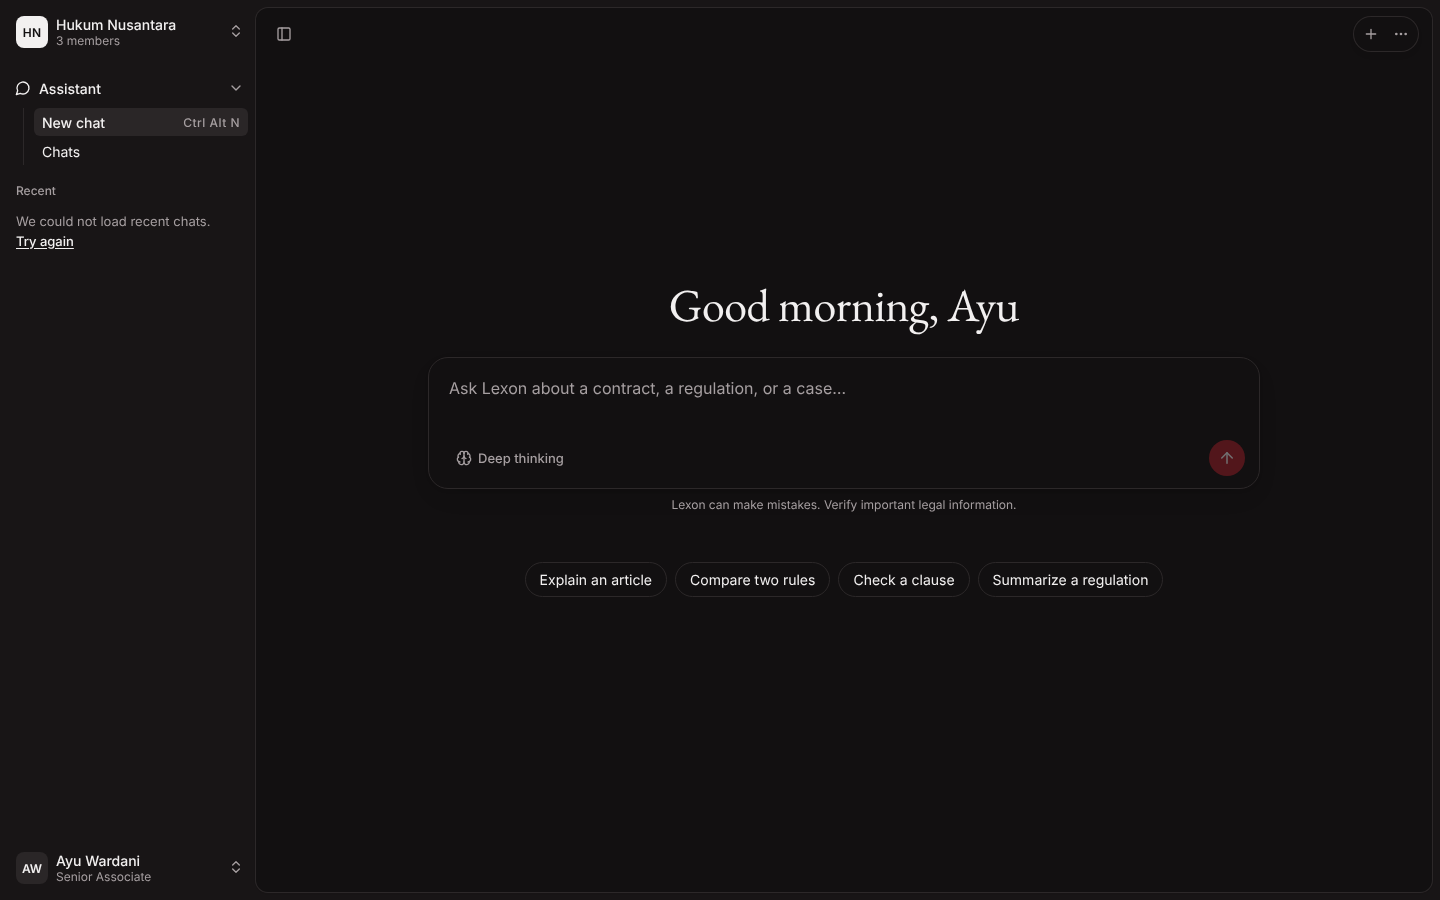 HN
Hukum Nusantara
3 members
Assistant
New chat Ctrl Alt N
Chats
Recent
We could not load recent chats.
Try again
Good morning, Ayu
Ask Lexon about a contract, a regulation, or a case...
Deep thinking
Lexon can make mistakes. Verify important legal information.
Explain an article
Compare two rules
Check a clause
Summarize a regulation
AW
Ayu Wardani
Senior Associate